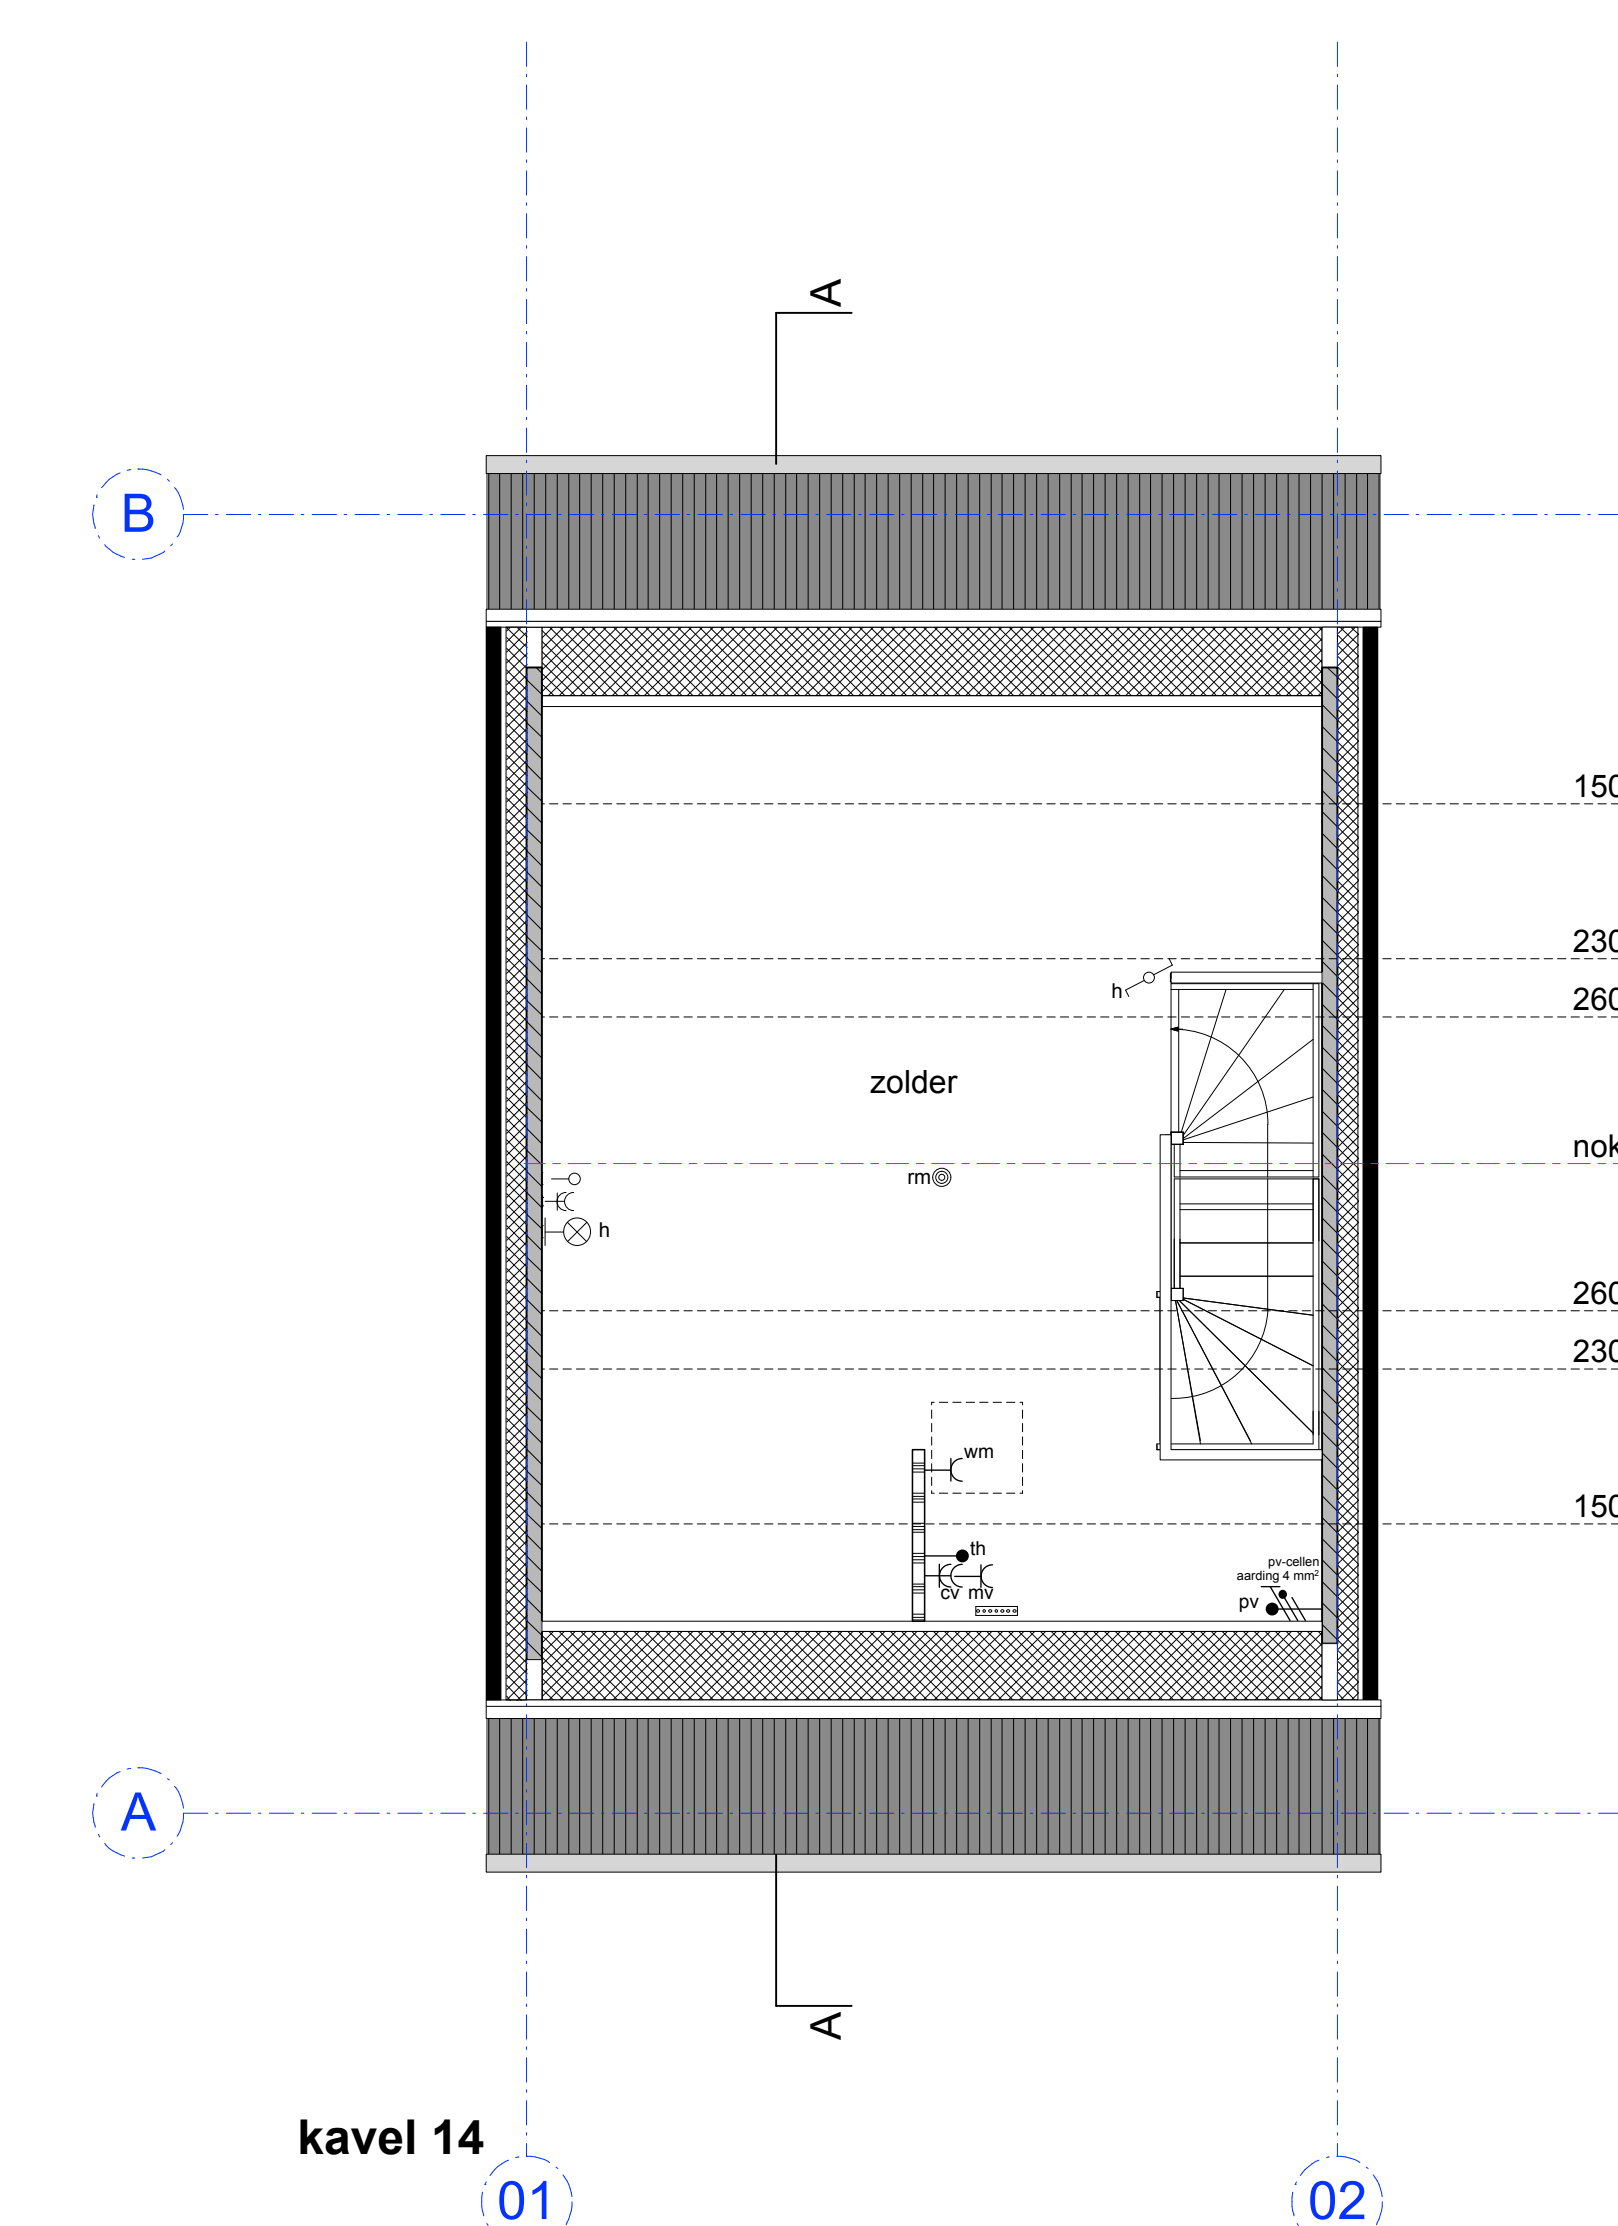 A
B
150
230
h
260
zolder
nok
rm
h
260
230
wm
150
th
pv-cellen
aarding 4 mm²
cv mv
pv
A
A
kavel 14
01
02